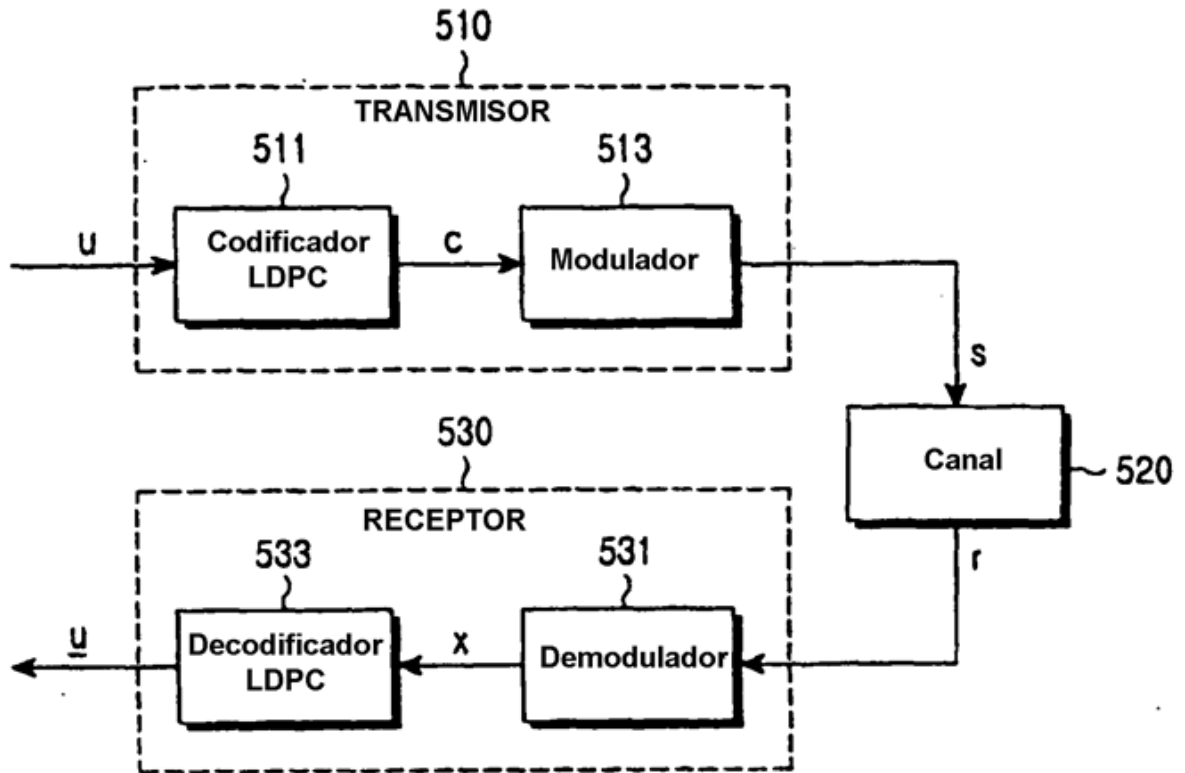 510
TRANSMISOR
511
513
u
Codificador
LDPC
c
Modulador
s
Canal
520
530
RECEPTOR
r
533
531
u
Decodificador
LDPC
x
Demodulador